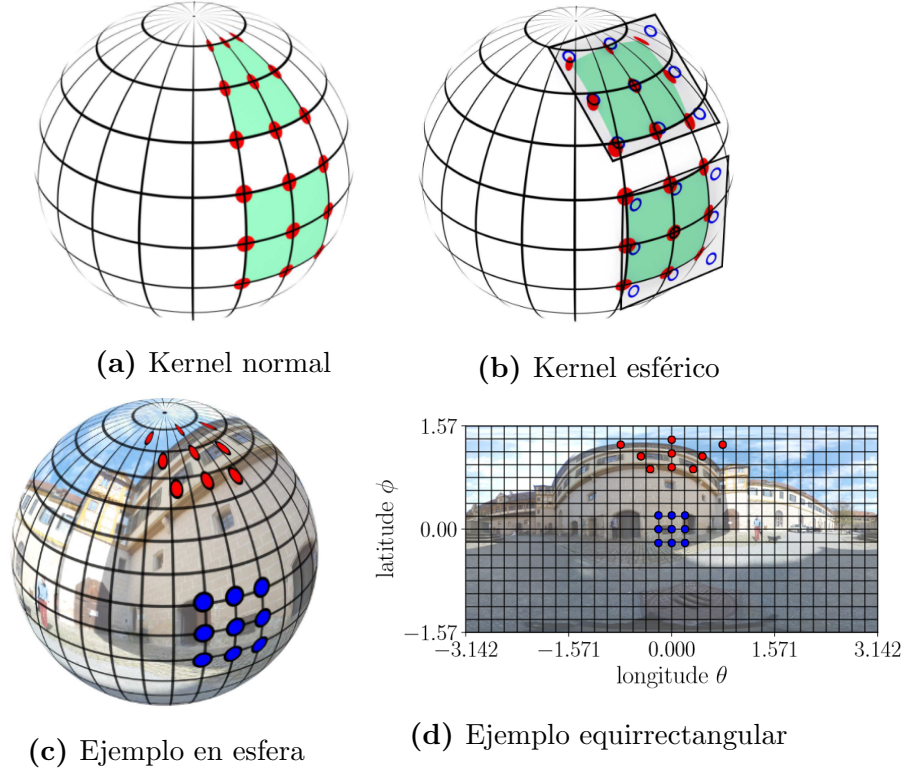 (a) Kernel normal
(b) Kernel esférico
(c) Ejemplo en esfera
1.57
0.00
−1.57
latitude ϕ
−3.142
−1.571
0.000
1.571
3.142
longitude θ
(d) Ejemplo equirrectangular